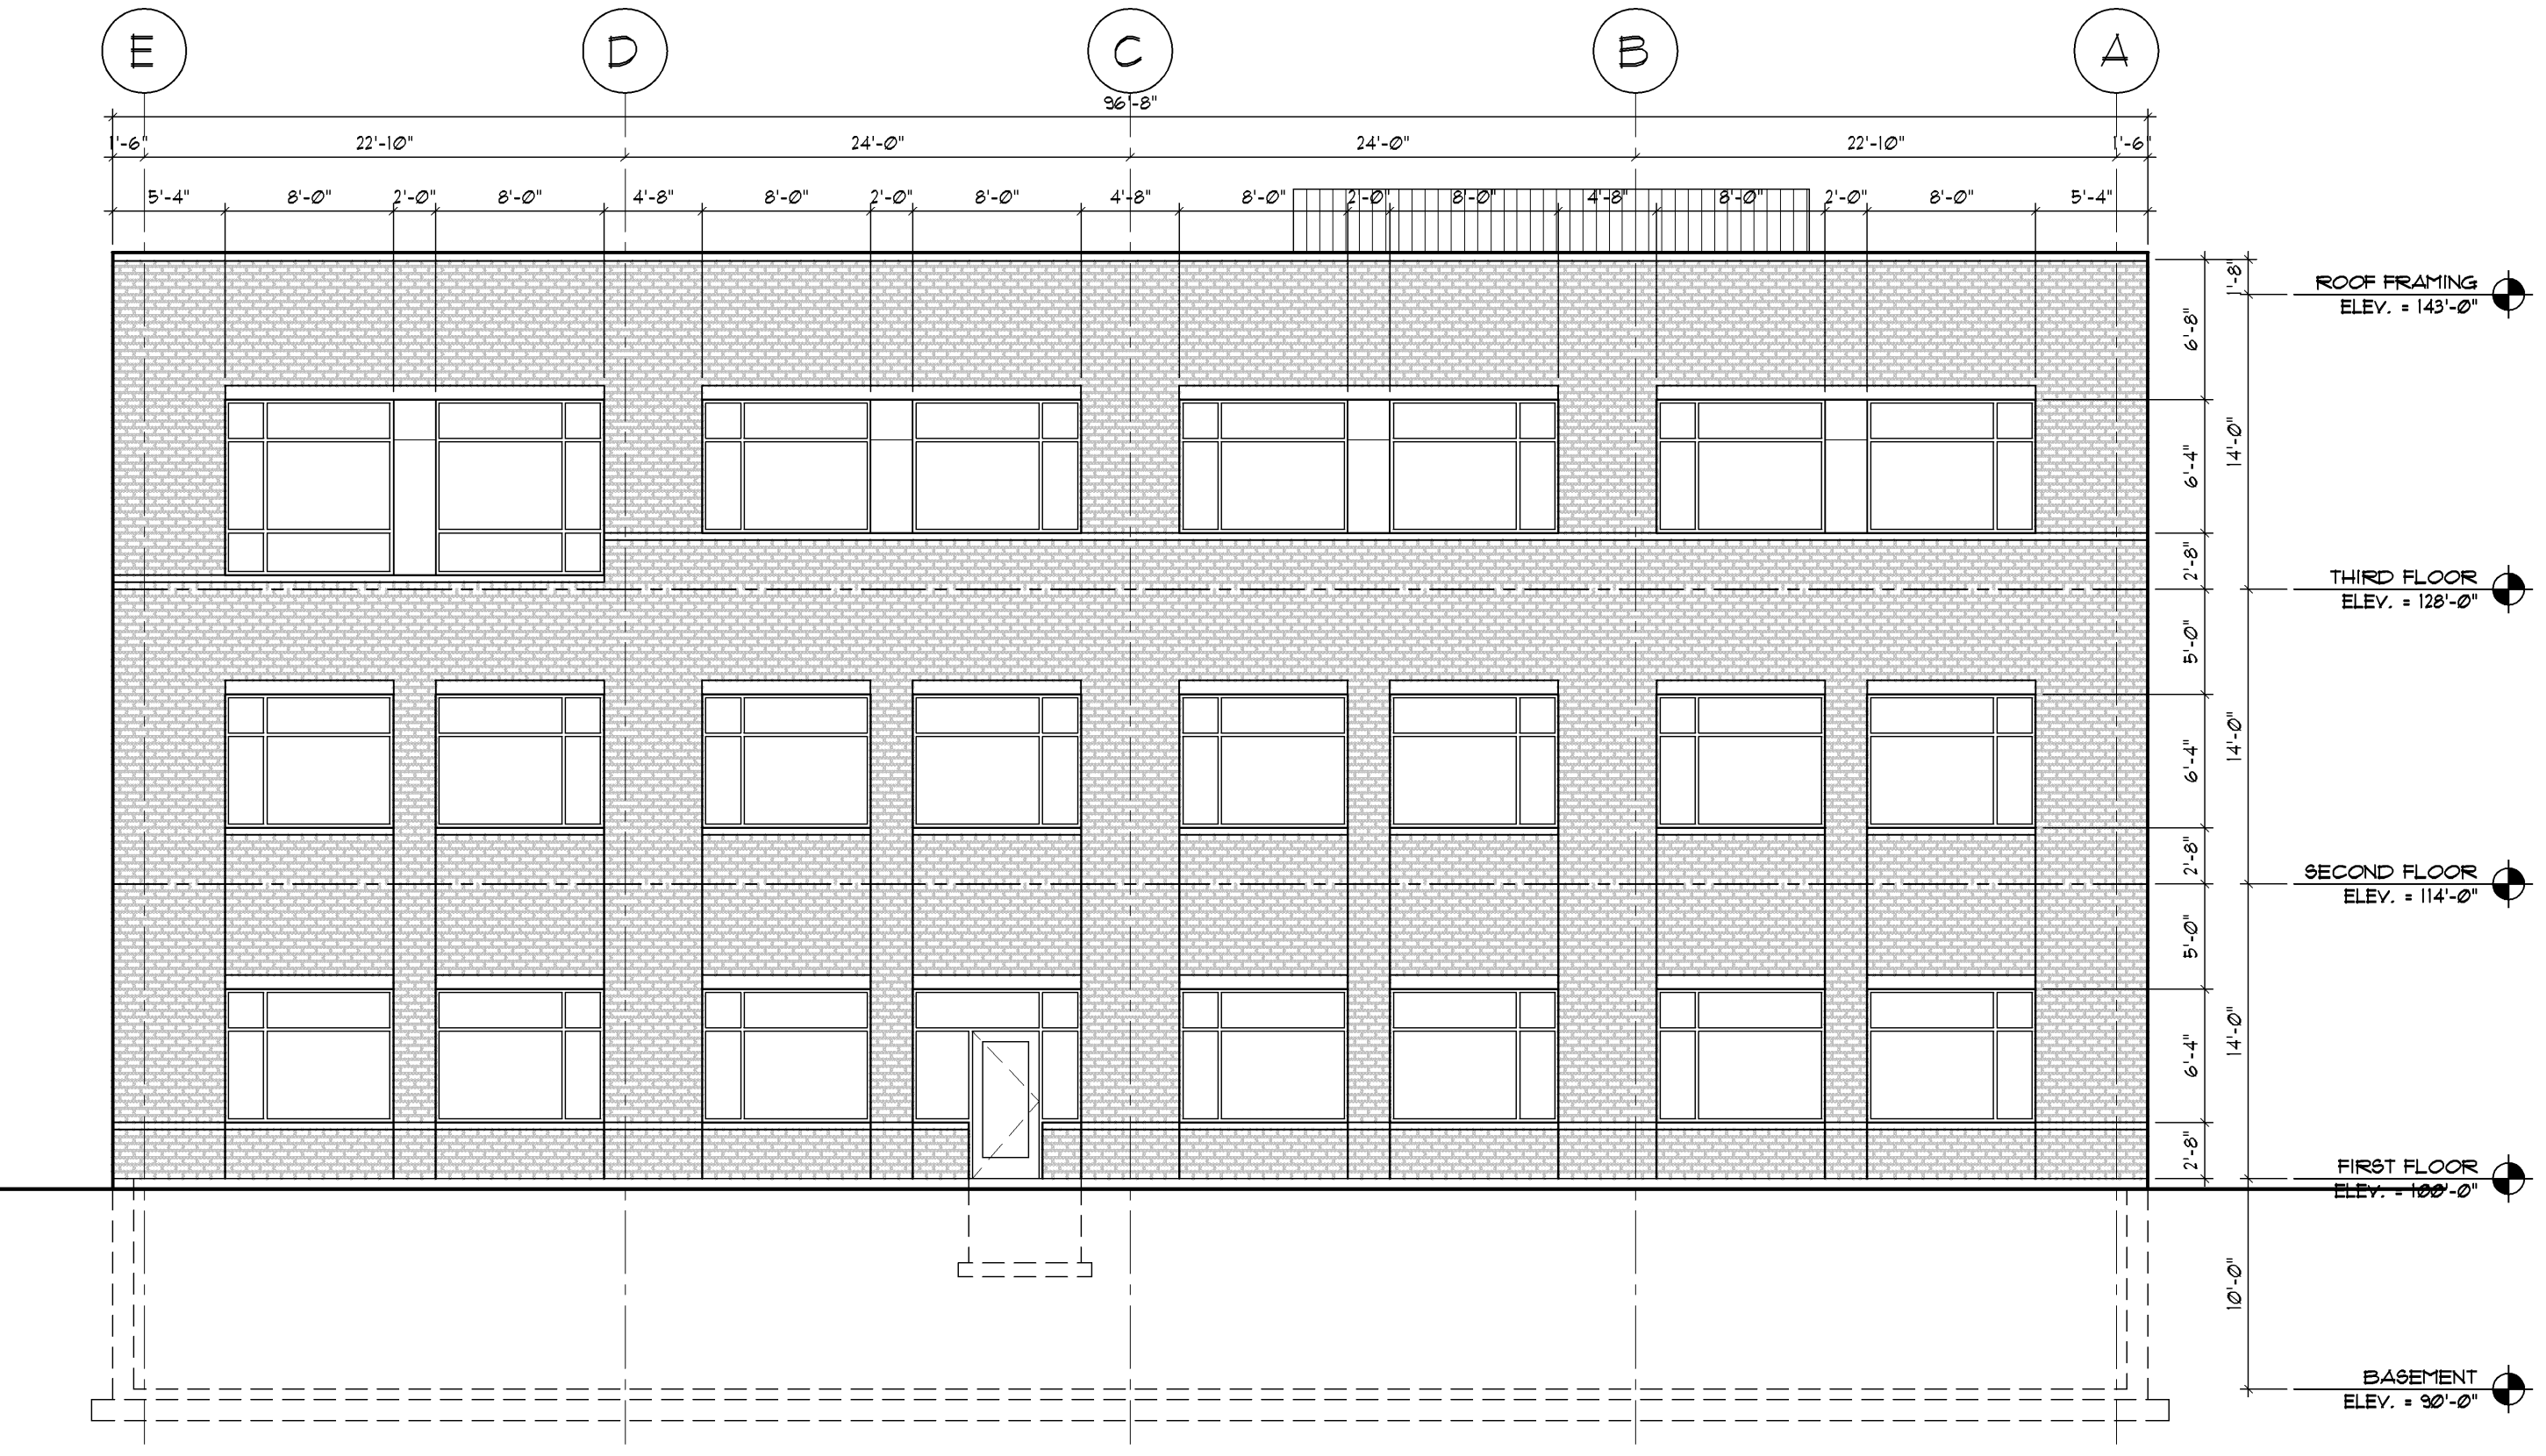 E D C B A
96'-8"
1'-6" 22'-10" 24'-0" 24'-0" 22'-10" 1'-6"
5'-4" 8'-0" 2'-0" 8'-0" 4'-8" 8'-0" 2'-0" 8'-0" 4'-8" 8'-0" 2'-0" 8'-0" 4'-8" 8'-0" 2'-0" 8'-0" 5'-4"
1'-8"
ROOF FRAMING
ELEV. = 143'-0"
6'-8"
14'-0"
6'-4"
2'-8"
THIRD FLOOR
ELEV. = 128'-0"
5'-0"
14'-0"
6'-4"
2'-8"
SECOND FLOOR
ELEV. = 114'-0"
5'-0"
14'-0"
6'-4"
2'-8"
FIRST FLOOR
ELEV. = 100'-0"
10'-0"
BASEMENT
ELEV. = 90'-0"